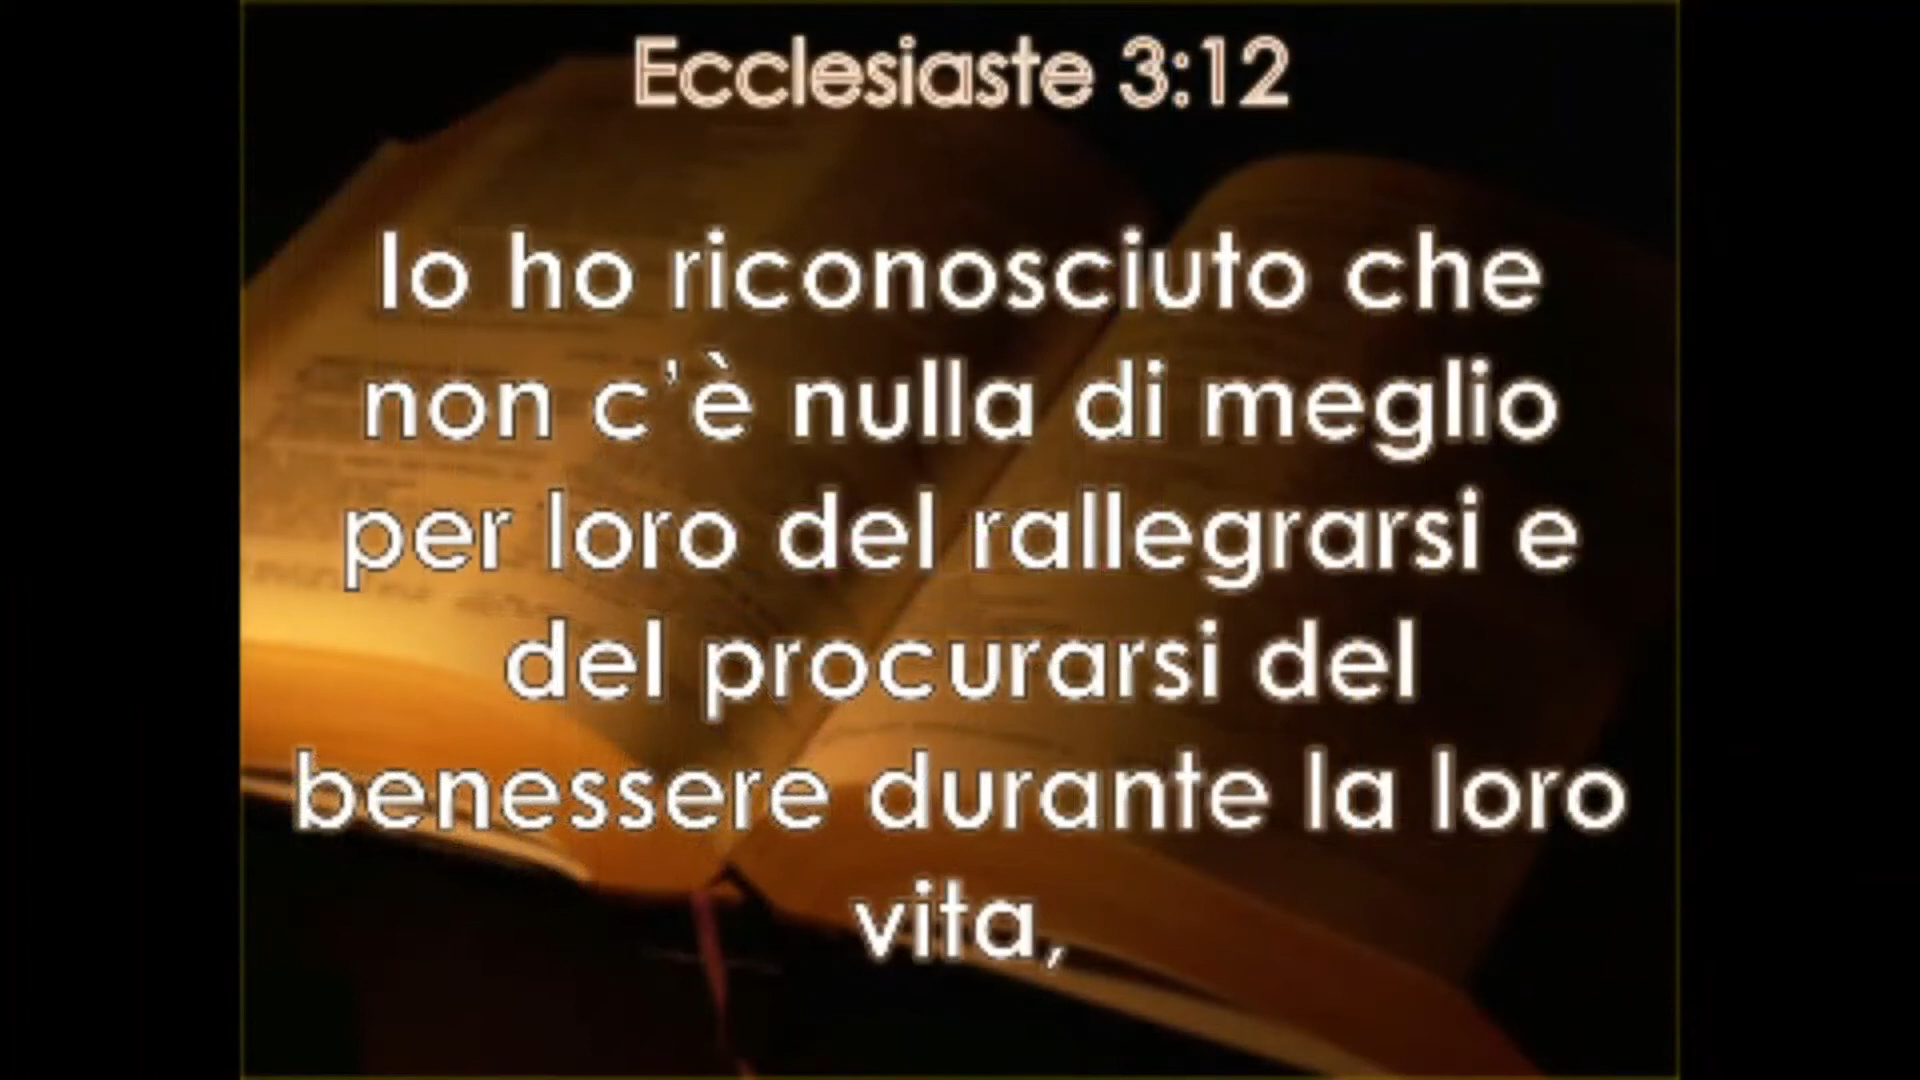 Ecclesiaste 3:12
Io ho riconosciuto che
non c'è nulla di meglio
per loro del rallegrarsi e
del procurarsi del
benessere durante la loro
vita,